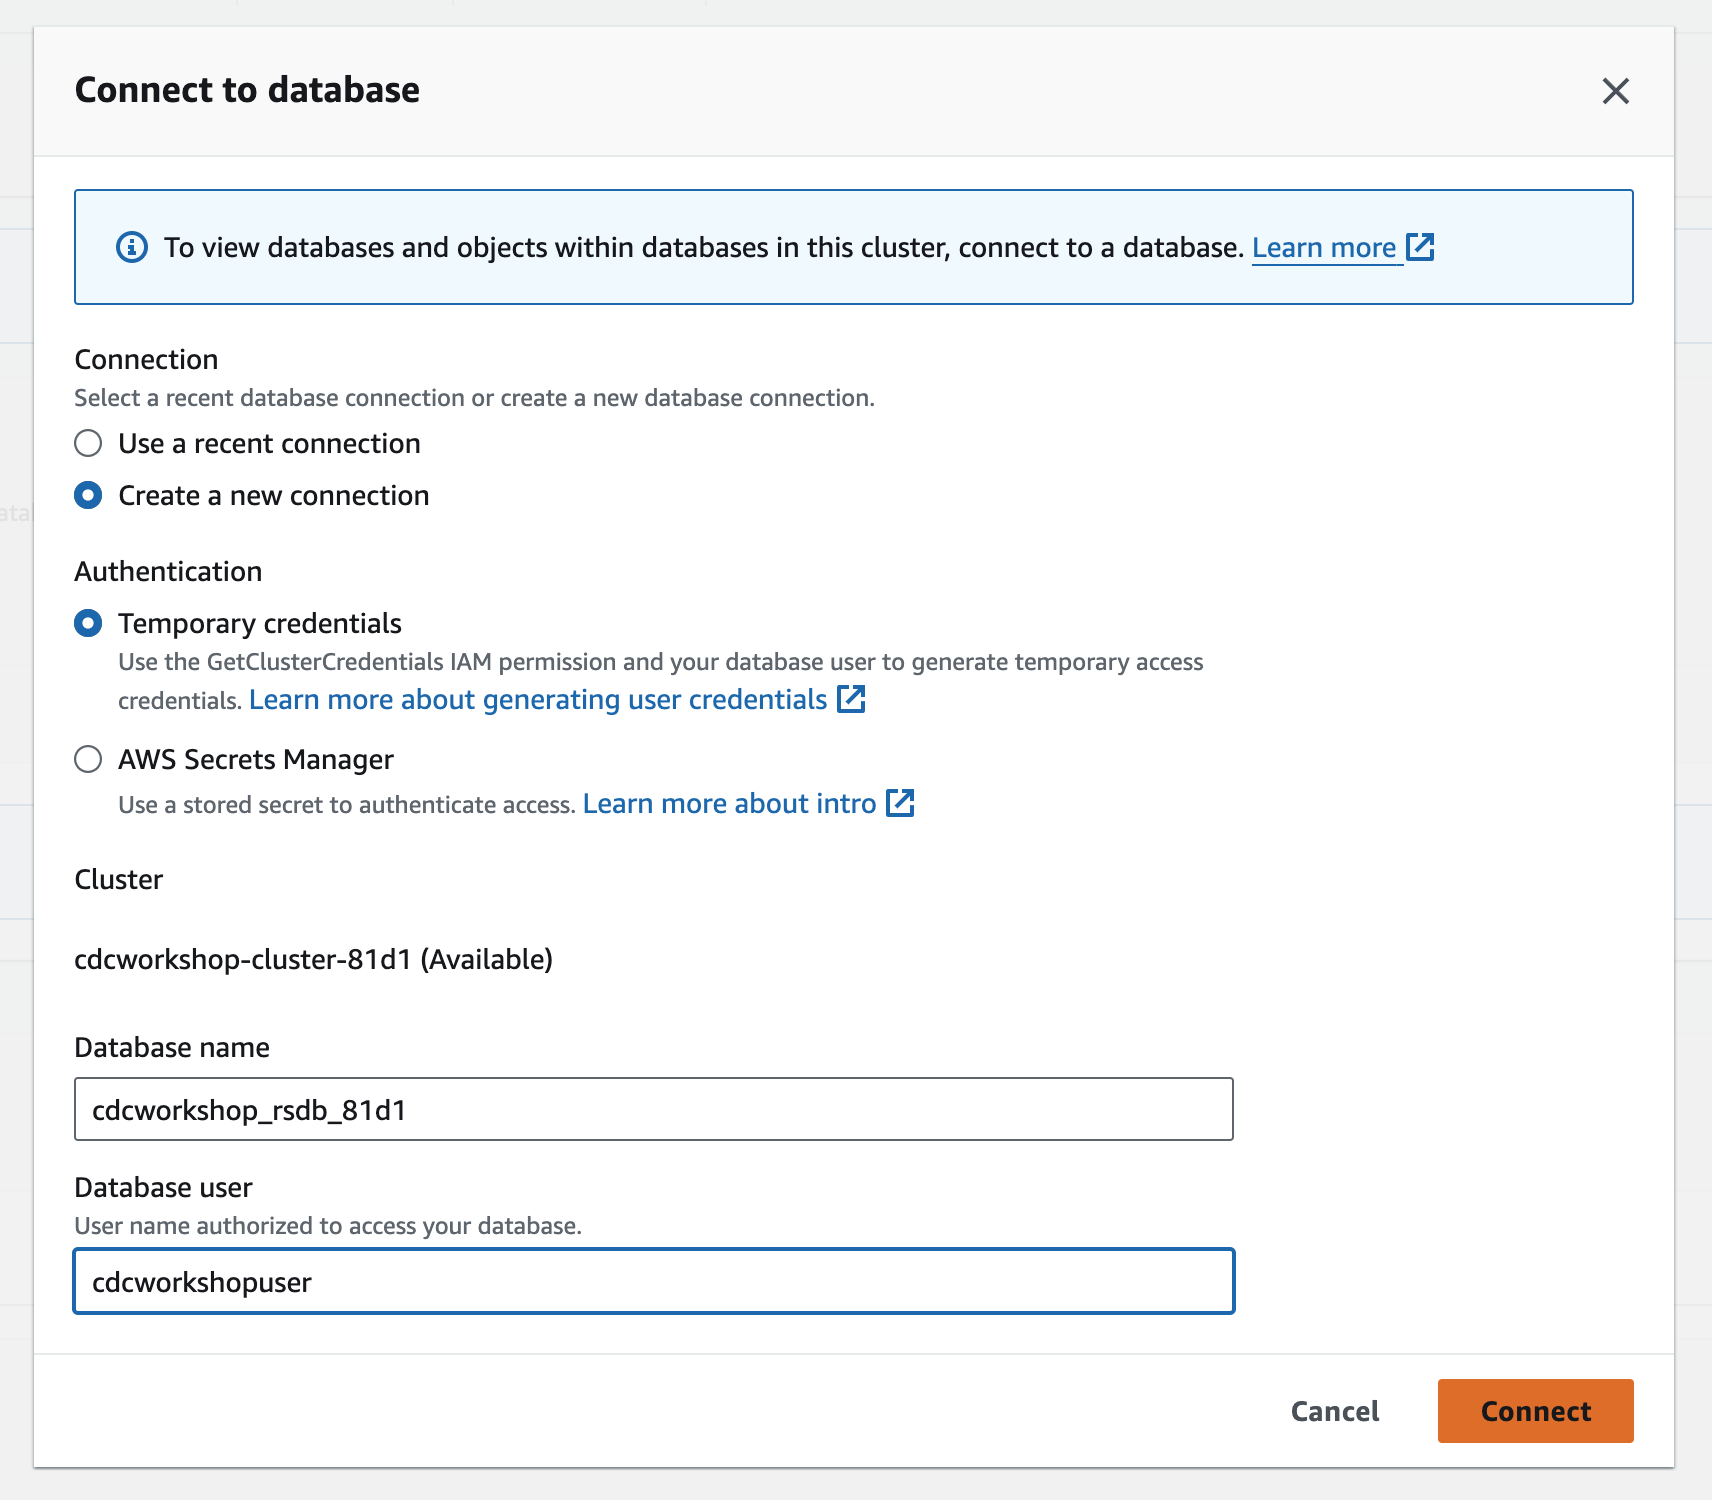 Connect to database
To view databases and objects within databases in this cluster, connect to a database. Learn more
Connection
Select a recent database connection or create a new database connection.
Use a recent connection
Create a new connection
Authentication
Temporary credentials
Use the GetClusterCredentials IAM permission and your database user to generate temporary access
credentials. Learn more about generating user credentials
AWS Secrets Manager
Use a stored secret to authenticate access. Learn more about intro
Cluster
cdcworkshop-cluster-81d1 (Available)
Database name
cdcworkshop_rsdb_81d1
Database user
User name authorized to access your database.
cdcworkshopuser
Cancel
Connect